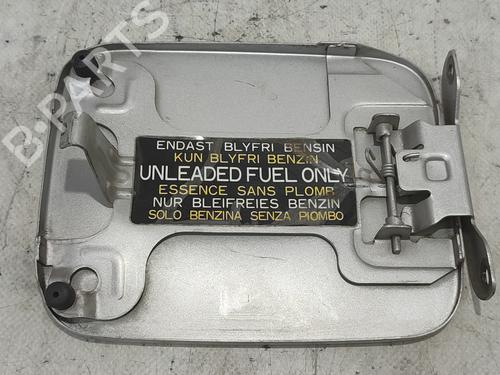 B-PARTS
ENDAST BLYFRI BENSIN
KUN BLYFRI BENZIN
UNLEADED FUEL ONLY
ESSENCE SANS PLOMB
NUR BLEIFREIES BENZIN
SOLO BENZINA SENZA PIOMBO